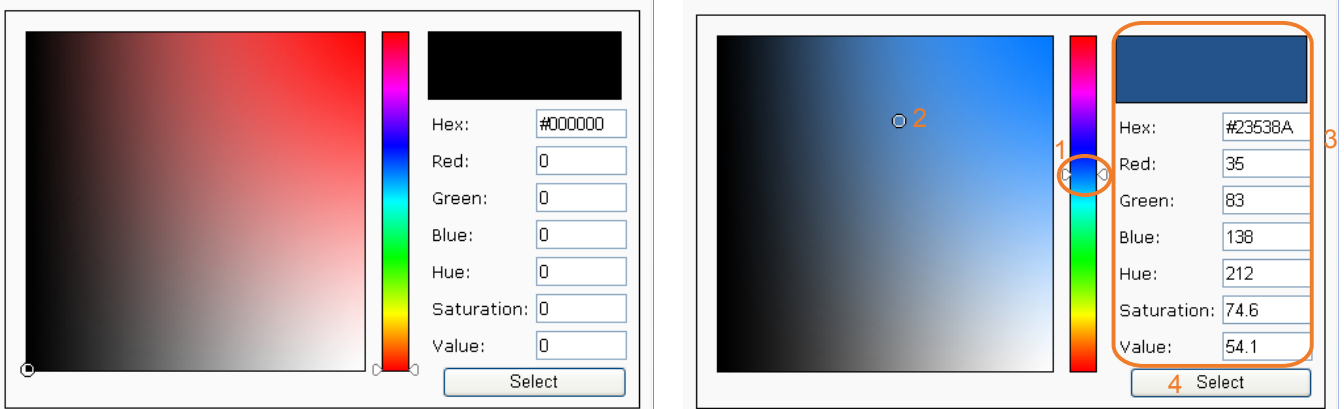 Hex: #000000
Red: 0
Green: 0
Blue: 0
Hue: 0
Saturation: 0
Value: 0
Select
1
2
3
Hex: #23538A
Red: 35
Green: 83
Blue: 138
Hue: 212
Saturation: 74.6
Value: 54.1
4 Select